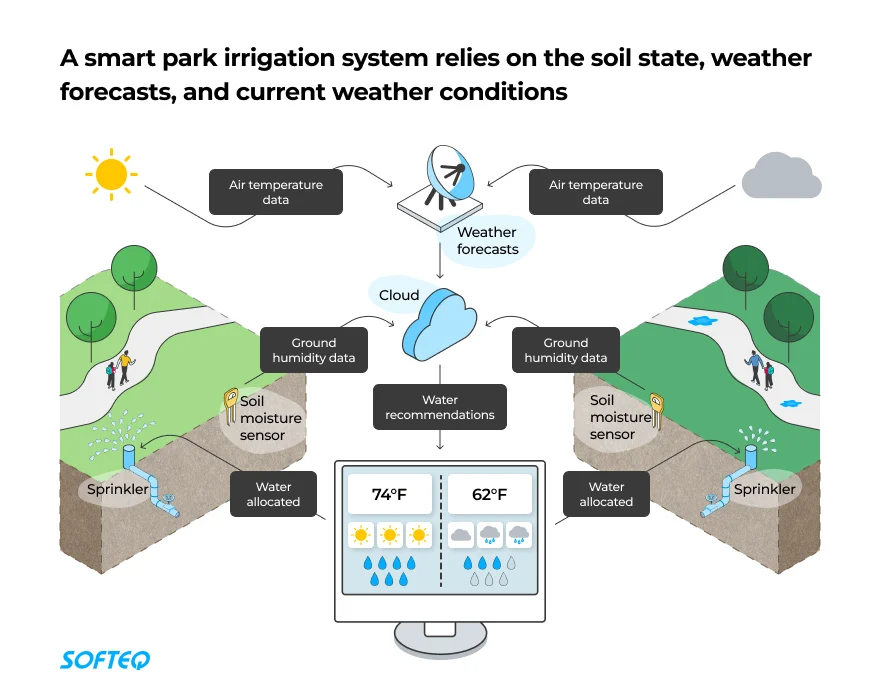 A smart park irrigation system relies on the soil state, weather
forecasts, and current weather conditions
Air temperature
data
Air temperature
data
Weather
forecasts
Cloud
Ground
humidity data
Ground
humidity data
Water
recommendations
Soil
moisture
sensor
Soil
moisture
sensor
Sprinkler
Water
allocated
74°F
62°F
Water
allocated
Sprinkler
SOFTEQ